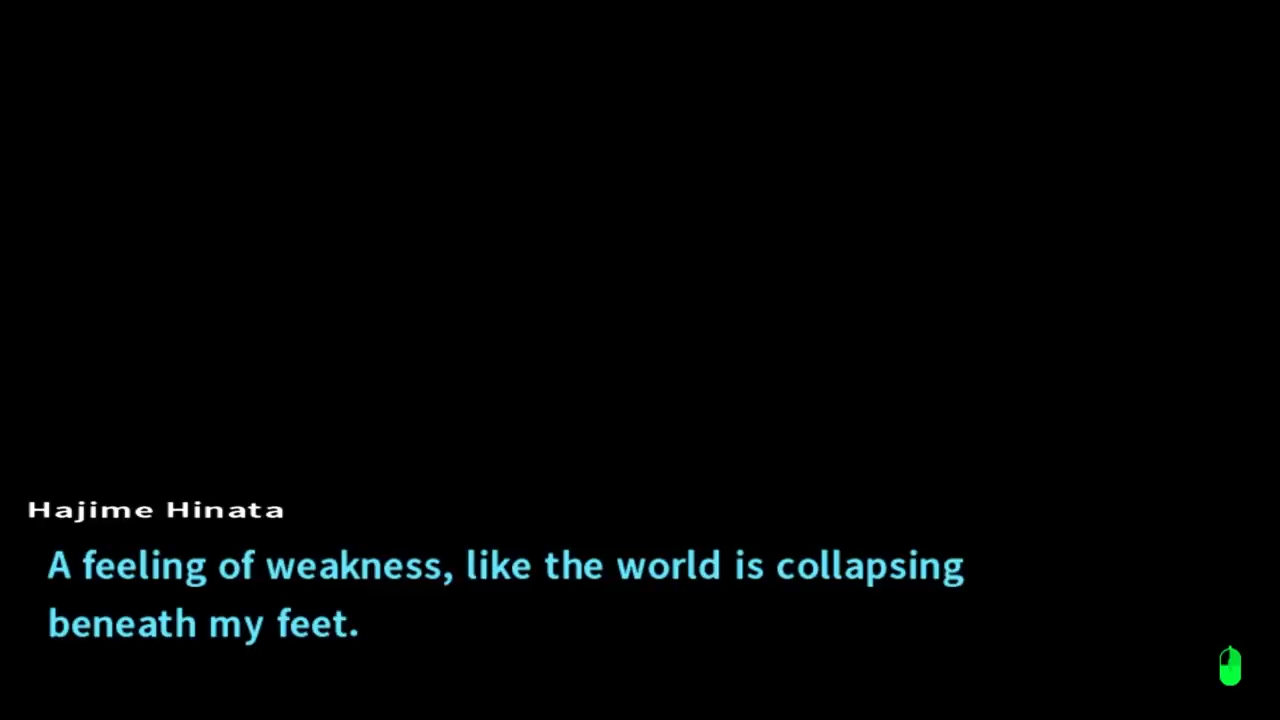 Hajime Hinata
A feeling of weakness, like the world is collapsing
beneath my feet.